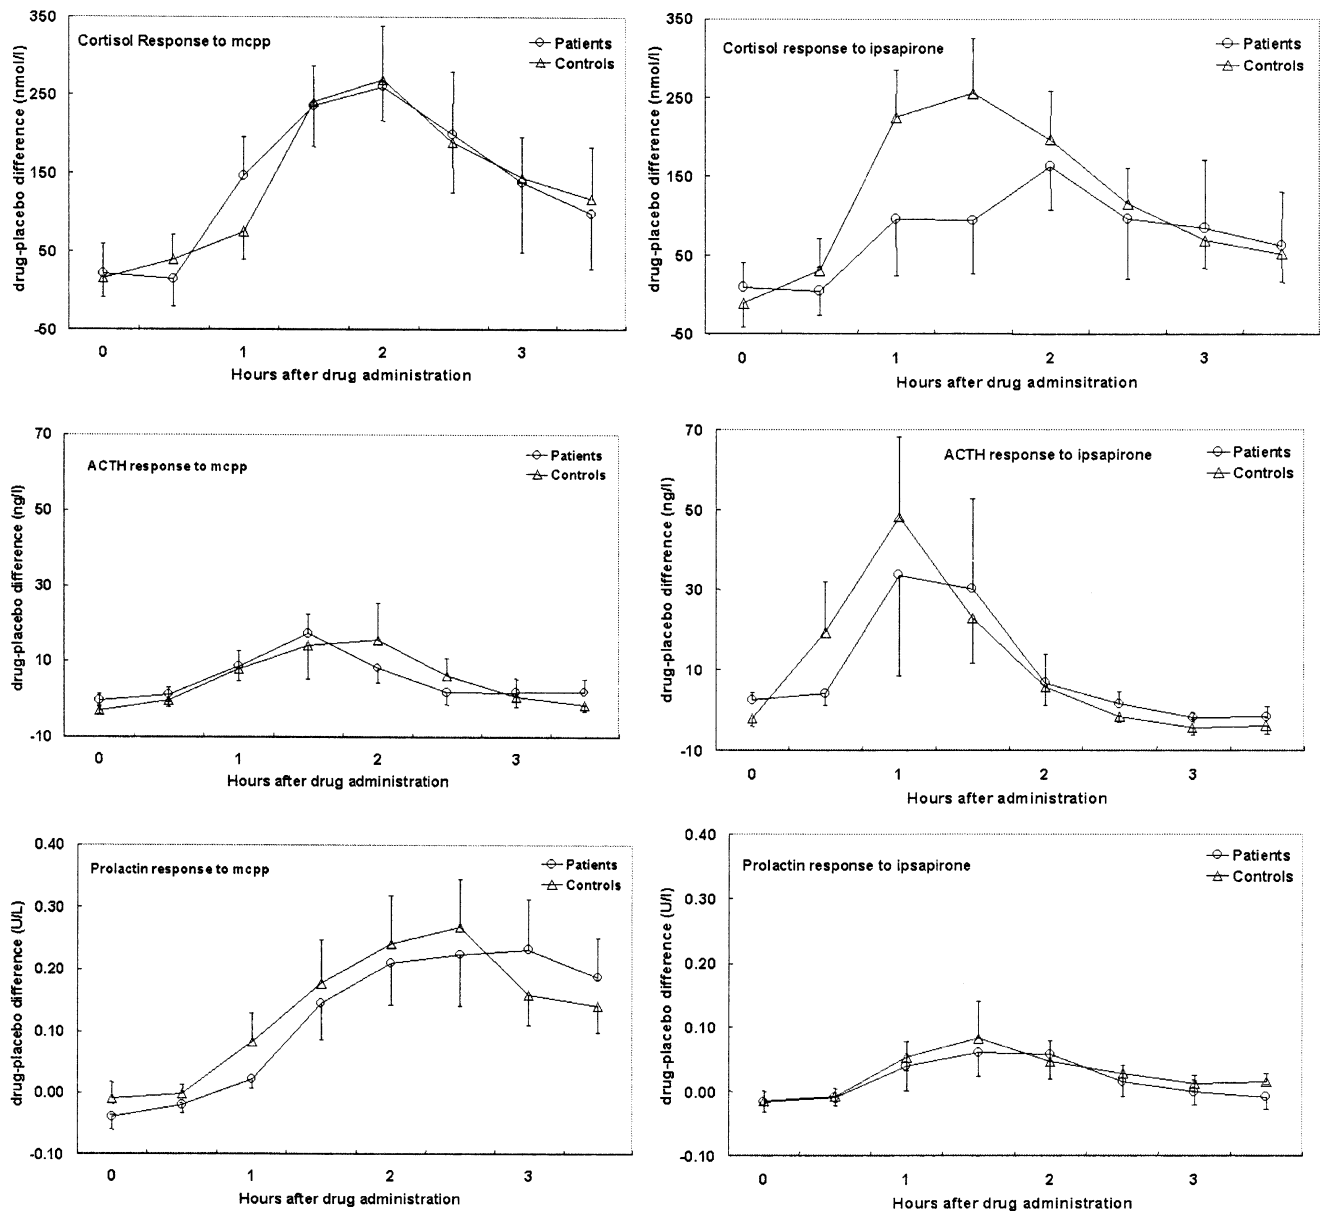 350
250
150
50
-50
drug-placebo difference (nmol/l)
Cortisol Response to mcpp
Patients
Controls
0 1 2 3
Hours after drug administration
350
250
150
50
-50
drug-placebo difference (nmol/l)
Cortisol response to ipsapirone
Patients
Controls
0 1 2 3
Hours after drug adminsitration
70
50
30
10
-10
drug-placebo difference (ng/l)
ACTH response to mcpp
Patients
Controls
0 1 2 3
Hours after drug administration
70
50
30
10
-10
drug-placebo difference (ng/l)
ACTH response to ipsapirone
Patients
Controls
0 1 2 3
Hours after administration
0.40
0.30
0.20
0.10
0.00
-0.10
drug-placebo difference (U/L)
Prolactin response to mcpp
Patients
Controls
0 1 2 3
Hours after drug administration
0.40
0.30
0.20
0.10
0.00
-0.10
drug-placebo difference (U/l)
Prolactin response to ipsapirone
Patients
Controls
0 1 2 3
Hours after drug administration